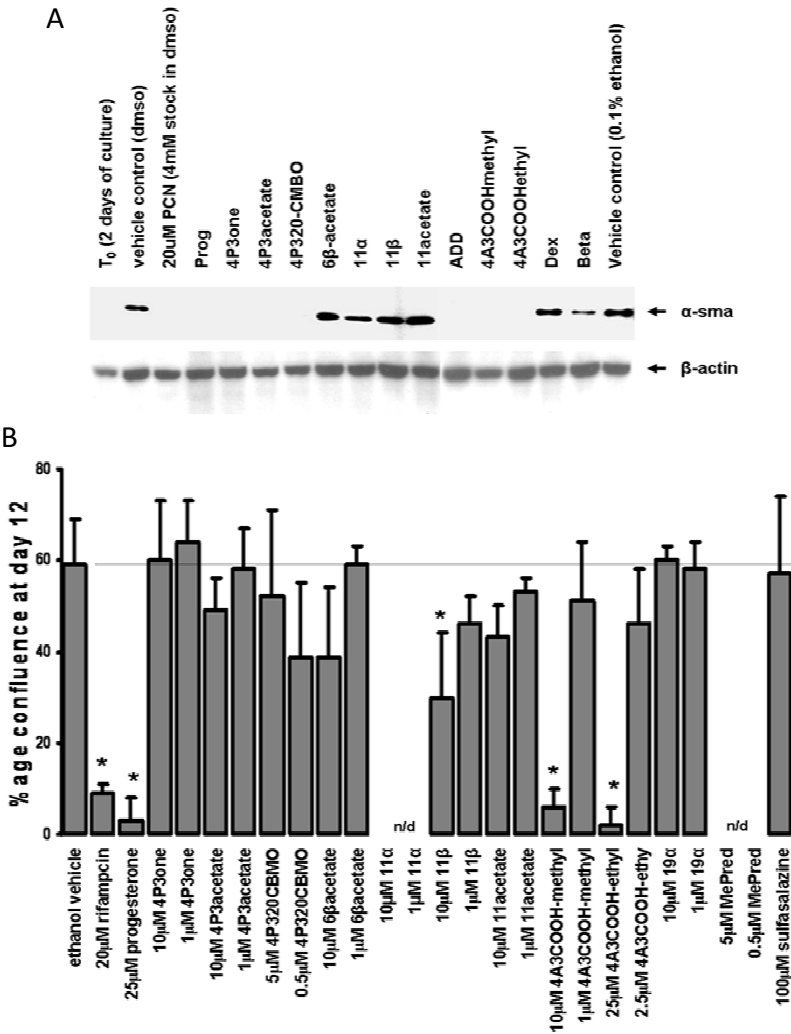 A
T0 (2 days of culture)
vehicle control (dmso)
20uM PCN (4mM stock in dmso)
Prog
4P3one
4P3acetate
4P320-CMBO
6β-acetate
11α
11β
11acetate
ADD
4A3COOHmethyl
4A3COOHethyl
Dex
Beta
Vehicle control (0.1% ethanol)
α-sma
β-actin
B
% age confluence at day 12
80
60
40
20
0
*
*
n/d
*
*
*
n/d
ethanol vehicle
20µM rifampcin
25µM progesterone
10µM 4P3one
1µM 4P3one
10µM 4P3acetate
1µM 4P3acetate
5µM 4P320CBMO
0.5µM 4P320CBMO
10µM 6βacetate
1µM 6βacetate
10µM 11α
1µM 11α
10µM 11β
1µM 11β
10µM 11acetate
1µM 11acetate
10µM 4A3COOH-methyl
1µM 4A3COOH-methyl
25µM 4A3COOH-ethyl
2.5µM 4A3COOH-ethy
10µM 19α
1µM 19α
5µM MePred
0.5µM MePred
100µM sulfasalazine